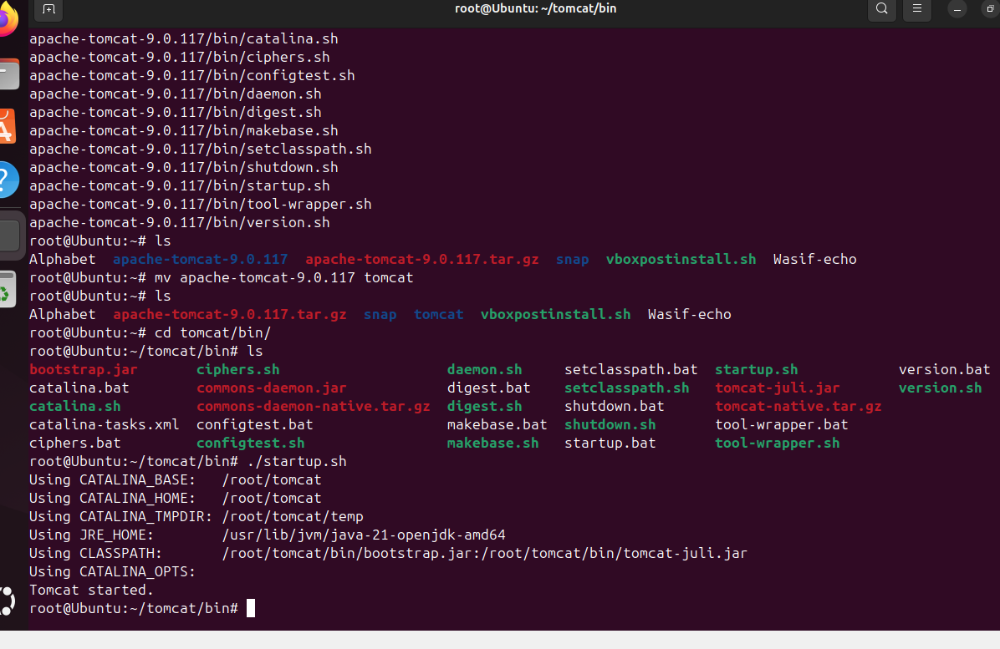 root@Ubuntu: ~/tomcat/bin
apache-tomcat-9.0.117/bin/catalina.sh
apache-tomcat-9.0.117/bin/ciphers.sh
apache-tomcat-9.0.117/bin/configtest.sh
apache-tomcat-9.0.117/bin/daemon.sh
apache-tomcat-9.0.117/bin/digest.sh
apache-tomcat-9.0.117/bin/makebase.sh
apache-tomcat-9.0.117/bin/setclasspath.sh
apache-tomcat-9.0.117/bin/shutdown.sh
apache-tomcat-9.0.117/bin/startup.sh
apache-tomcat-9.0.117/bin/tool-wrapper.sh
apache-tomcat-9.0.117/bin/version.sh
root@Ubuntu:~# ls
Alphabet  apache-tomcat-9.0.117  apache-tomcat-9.0.117.tar.gz  snap  vboxpostinstall.sh  Wasif-echo
root@Ubuntu:~# mv apache-tomcat-9.0.117 tomcat
root@Ubuntu:~# ls
Alphabet  apache-tomcat-9.0.117.tar.gz  snap  tomcat  vboxpostinstall.sh  Wasif-echo
root@Ubuntu:~# cd tomcat/bin/
root@Ubuntu:~/tomcat/bin# ls
bootstrap.jar       ciphers.sh                    daemon.sh     setclasspath.bat  startup.sh            version.bat
catalina.bat        commons-daemon.jar            digest.bat    setclasspath.sh   tomcat-juli.jar       version.sh
catalina.sh         commons-daemon-native.tar.gz  digest.sh     shutdown.bat      tomcat-native.tar.gz
catalina-tasks.xml  configtest.bat                makebase.bat  shutdown.sh       tool-wrapper.bat
ciphers.bat         configtest.sh                 makebase.sh   startup.bat       tool-wrapper.sh
root@Ubuntu:~/tomcat/bin# ./startup.sh
Using CATALINA_BASE:   /root/tomcat
Using CATALINA_HOME:   /root/tomcat
Using CATALINA_TMPDIR: /root/tomcat/temp
Using JRE_HOME:        /usr/lib/jvm/java-21-openjdk-amd64
Using CLASSPATH:       /root/tomcat/bin/bootstrap.jar:/root/tomcat/bin/tomcat-juli.jar
Using CATALINA_OPTS:
Tomcat started.
root@Ubuntu:~/tomcat/bin#